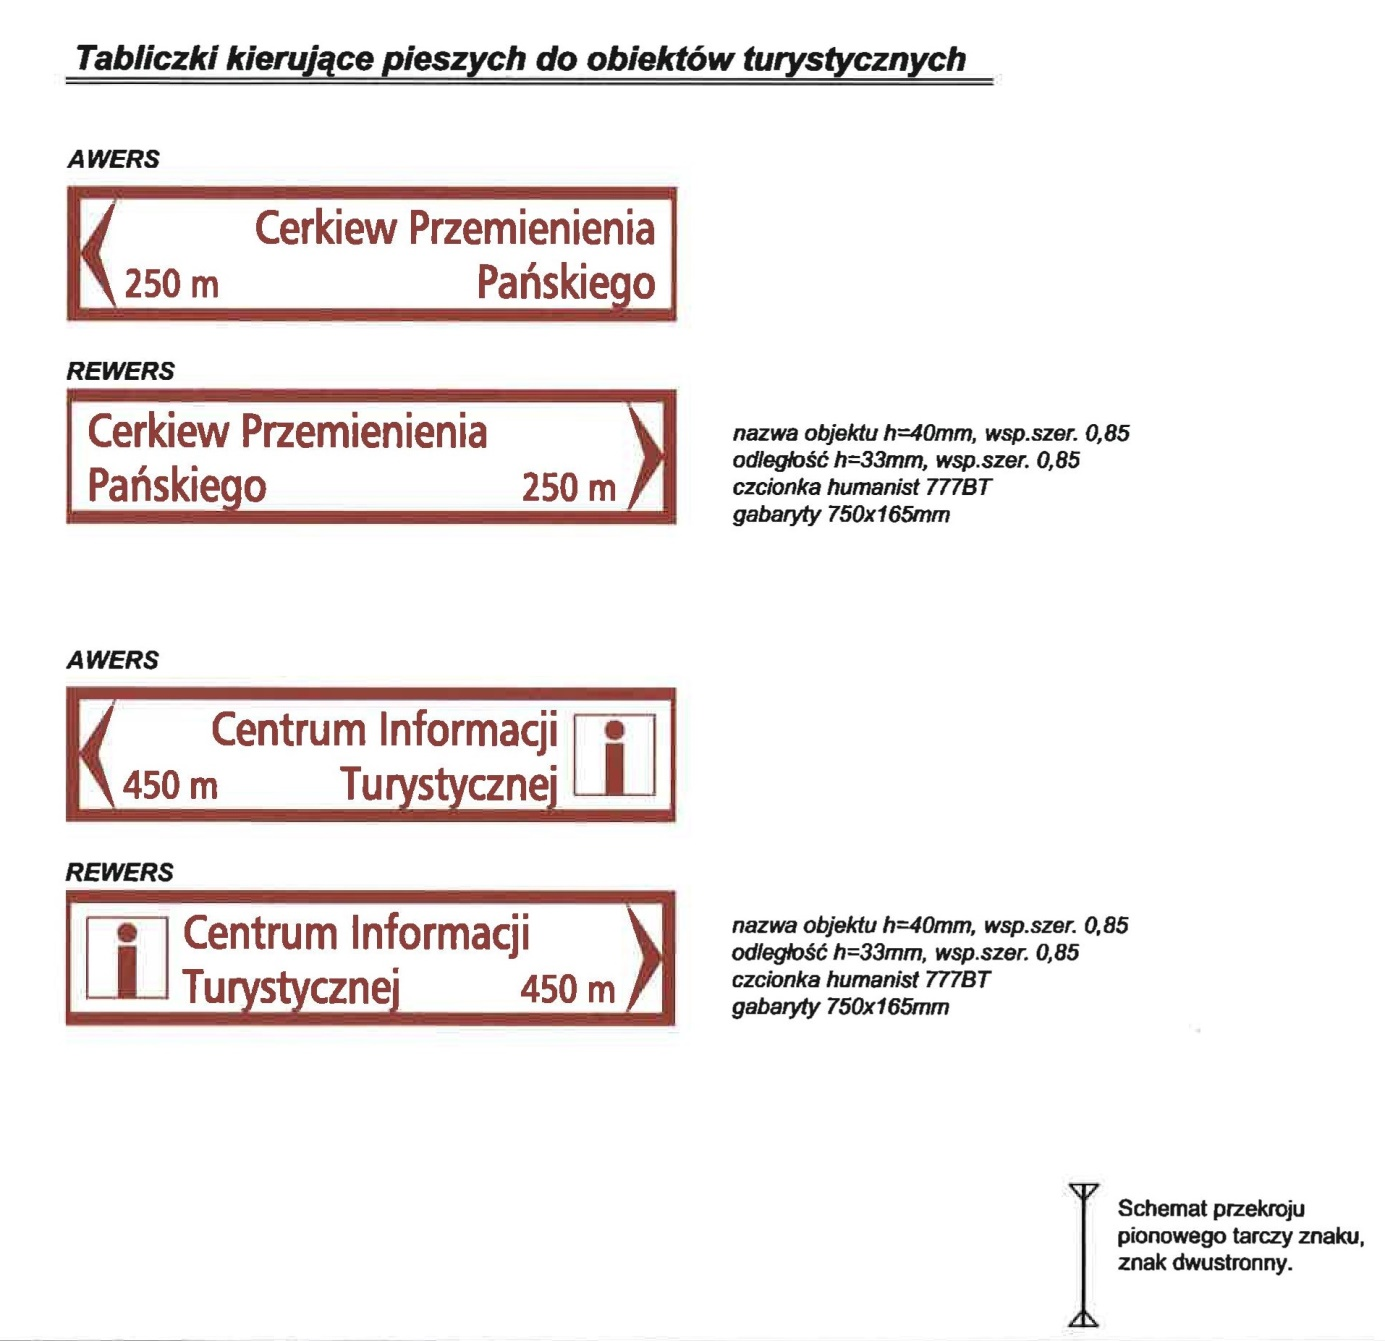 Tabliczki kierujące pieszych do obiektów turystycznych
AWERS
Cerkiew Przemienienia
250 m Pańskiego
REWERS
Cerkiew Przemienienia
Pańskiego 250 m
nazwa objektu h=40mm, wsp.szer. 0,85
odległość h=33mm, wsp.szer. 0,85
czcionka humanist 777BT
gabaryty 750x165mm
AWERS
Centrum Informacji
450 m Turystycznej
i
REWERS
i
Centrum Informacji
Turystycznej 450 m
nazwa objektu h=40mm, wsp.szer. 0,85
odległość h=33mm, wsp.szer. 0,85
czcionka humanist 777BT
gabaryty 750x165mm
Schemat przekroju
pionowego tarczy znaku,
znak dwustronny.